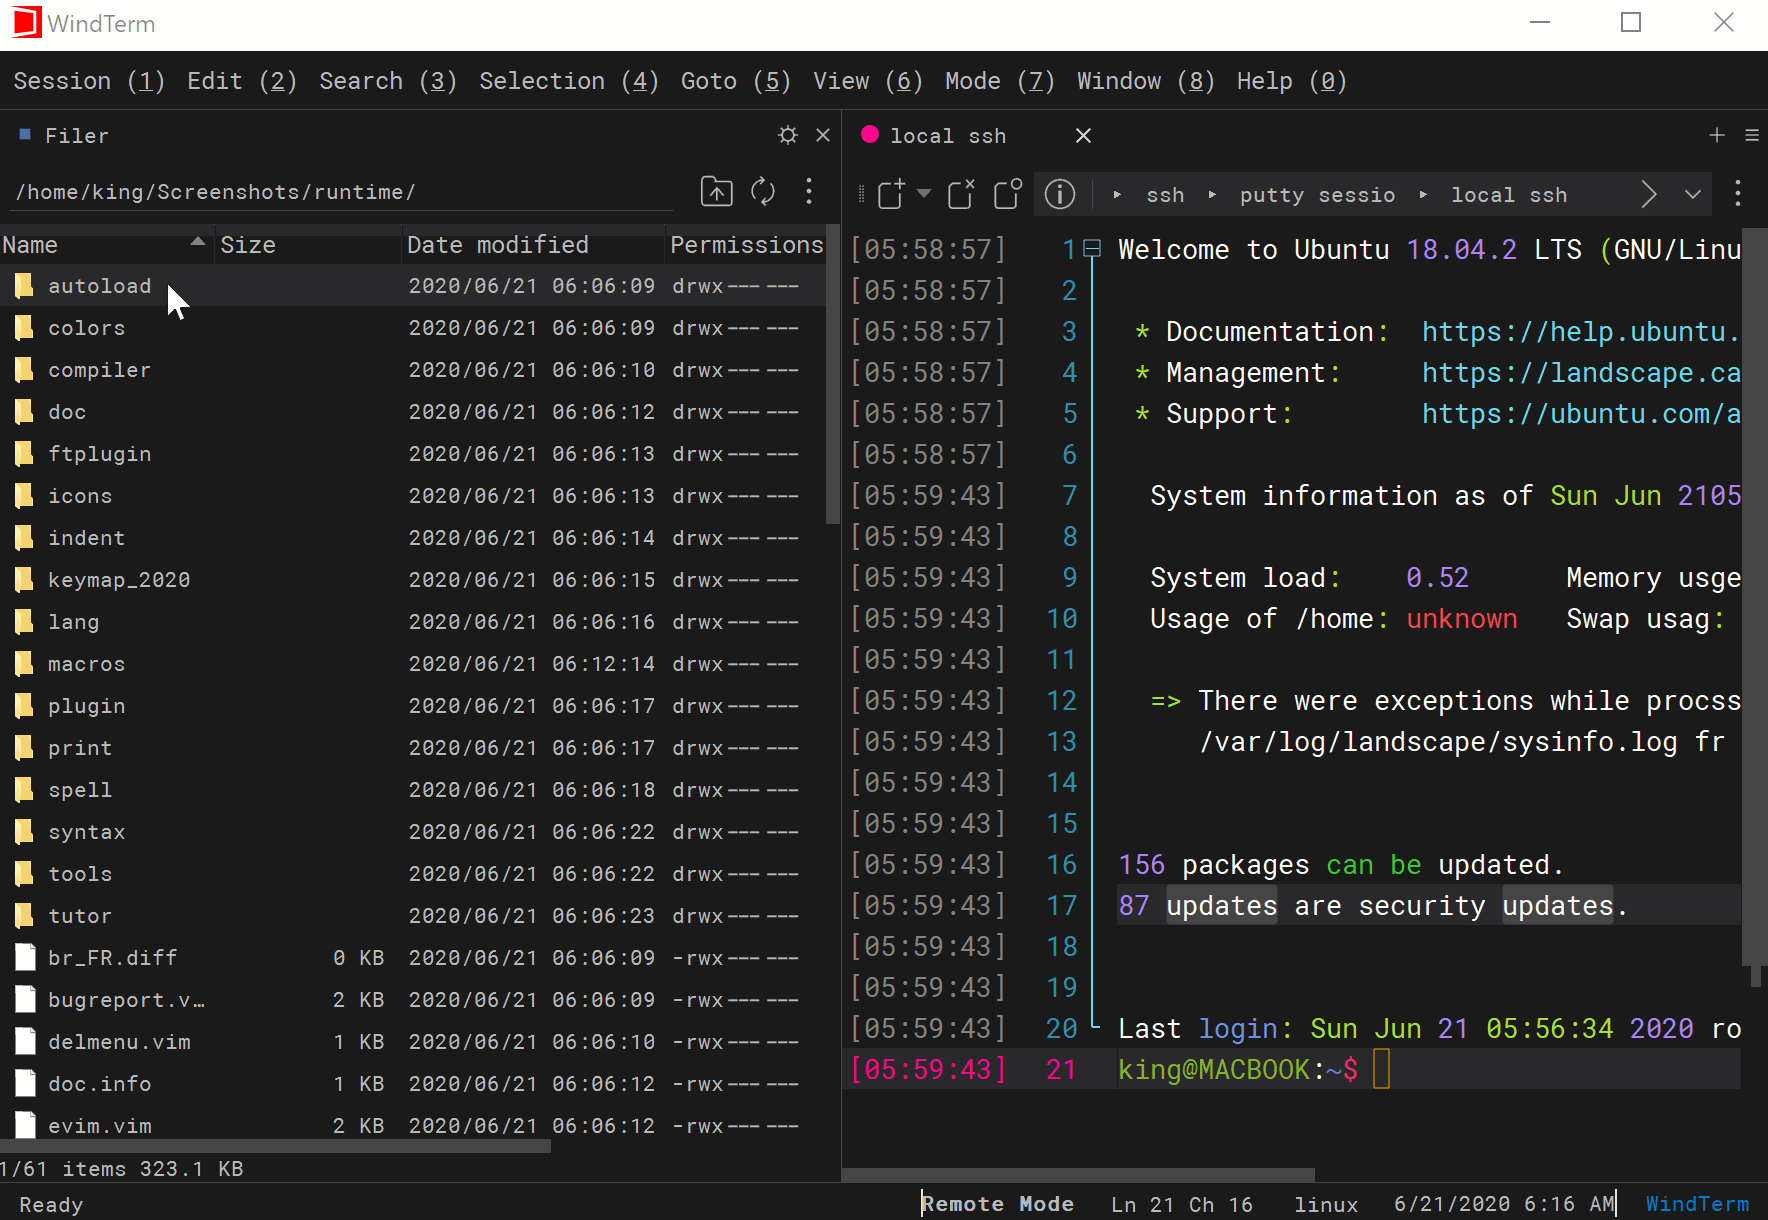 WindTerm
Session (1) Edit (2) Search (3) Selection (4) Goto (5) View (6) Mode (7) Window (8) Help (0)
Filer
/home/king/Screenshots/runtime/
Name Size Date modified Permissions
autoload 2020/06/21 06:06:09 drwx------
colors 2020/06/21 06:06:09 drwx------
compiler 2020/06/21 06:06:10 drwx------
doc 2020/06/21 06:06:12 drwx------
ftplugin 2020/06/21 06:06:13 drwx------
icons 2020/06/21 06:06:13 drwx------
indent 2020/06/21 06:06:14 drwx------
keymap_2020 2020/06/21 06:06:15 drwx------
lang 2020/06/21 06:06:16 drwx------
macros 2020/06/21 06:12:14 drwx------
plugin 2020/06/21 06:06:17 drwx------
print 2020/06/21 06:06:17 drwx------
spell 2020/06/21 06:06:18 drwx------
syntax 2020/06/21 06:06:22 drwx------
tools 2020/06/21 06:06:22 drwx------
tutor 2020/06/21 06:06:23 drwx------
br_FR.diff 0 KB 2020/06/21 06:06:09 -rwx------
bugreport.v… 2 KB 2020/06/21 06:06:09 -rwx------
delmenu.vim 1 KB 2020/06/21 06:06:10 -rwx------
doc.info 1 KB 2020/06/21 06:06:12 -rwx------
evim.vim 2 KB 2020/06/21 06:06:12 -rwx------
1/61 items 323.1 KB
local ssh
ssh putty sessio local ssh
[05:58:57] 1 Welcome to Ubuntu 18.04.2 LTS (GNU/Linu
[05:58:57] 2
[05:58:57] 3 * Documentation: https://help.ubuntu.
[05:58:57] 4 * Management: https://landscape.ca
[05:58:57] 5 * Support: https://ubuntu.com/a
[05:58:57] 6
[05:59:43] 7 System information as of Sun Jun 2105
[05:59:43] 8
[05:59:43] 9 System load: 0.52 Memory usge
[05:59:43] 10 Usage of /home: unknown Swap usag:
[05:59:43] 11
[05:59:43] 12 => There were exceptions while procss
[05:59:43] 13 /var/log/landscape/sysinfo.log fr
[05:59:43] 14
[05:59:43] 15
[05:59:43] 16 156 packages can be updated.
[05:59:43] 17 87 updates are security updates.
[05:59:43] 18
[05:59:43] 19
[05:59:43] 20 Last login: Sun Jun 21 05:56:34 2020 ro
[05:59:43] 21 king@MACBOOK:~$
Ready Remote Mode Ln 21 Ch 16 linux 6/21/2020 6:16 AM WindTerm